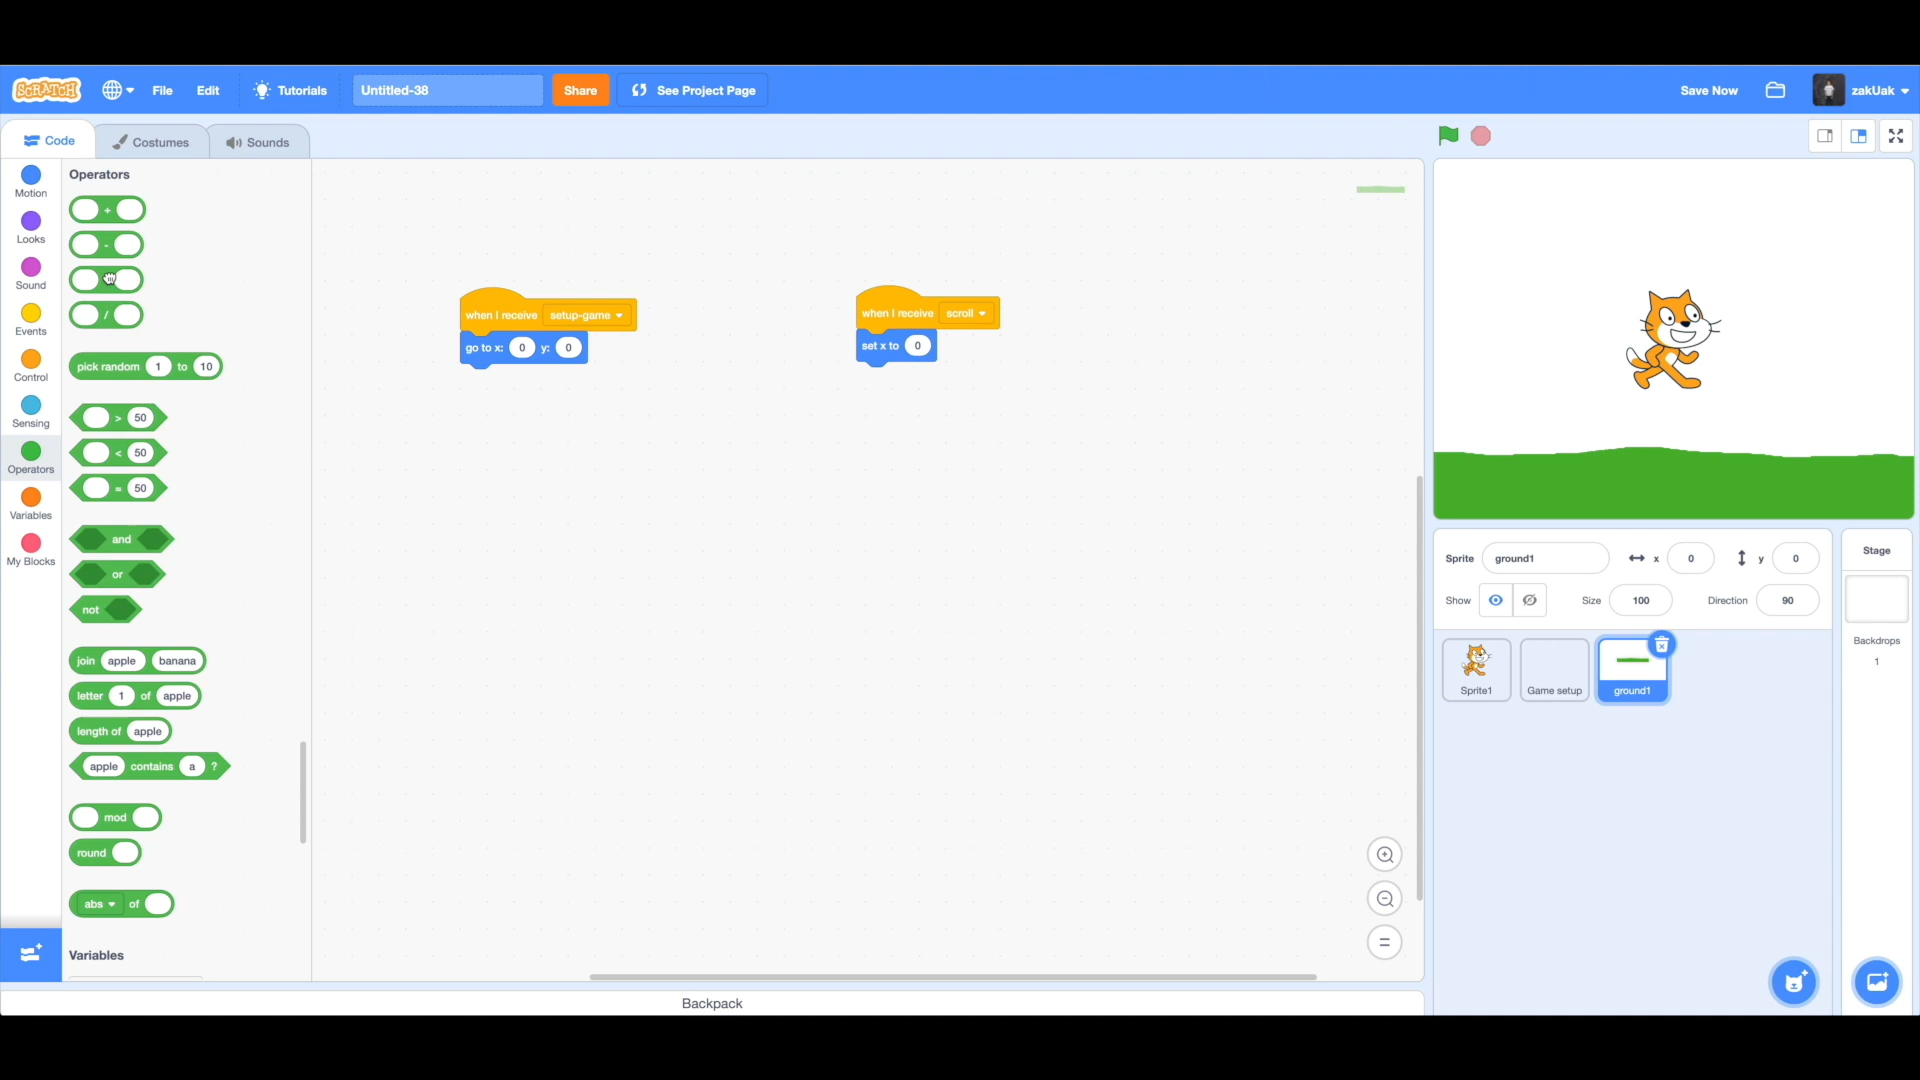 SCRATCH File Edit Tutorials Untitled-38 Share See Project Page Save Now zakUak
Code Costumes Sounds
Motion
Looks
Sound
Events
Control
Sensing
Operators
Variables
My Blocks
Operators
+
-
/
pick random 1 to 10
> 50
< 50
= 50
and
or
not
join apple banana
letter 1 of apple
length of apple
apple contains a ?
mod
round
abs of
Variables
when I receive setup-game
go to x: 0 y: 0
when I receive scroll
set x to 0
Sprite ground1 x 0 y 0
Show Size 100 Direction 90
Sprite1 Game setup ground1
Stage
Backdrops
1
Backpack